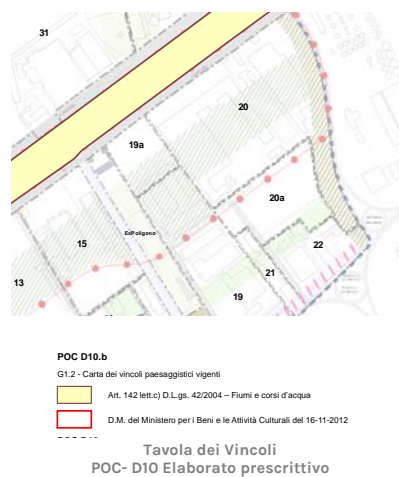 31
20
19a
20a
ExPoligono
15
22
13
21
19
POC D10.b
G1.2 - Carta dei vincoli paesaggistici vigenti
Art. 142 lett.c) D.L.gs. 42/2004 – Fiumi e corsi d'acqua
D.M. del Ministero per i Beni e le Attività Culturali del 16-11-2012
Tavola dei Vincoli
POC- D10 Elaborato prescrittivo